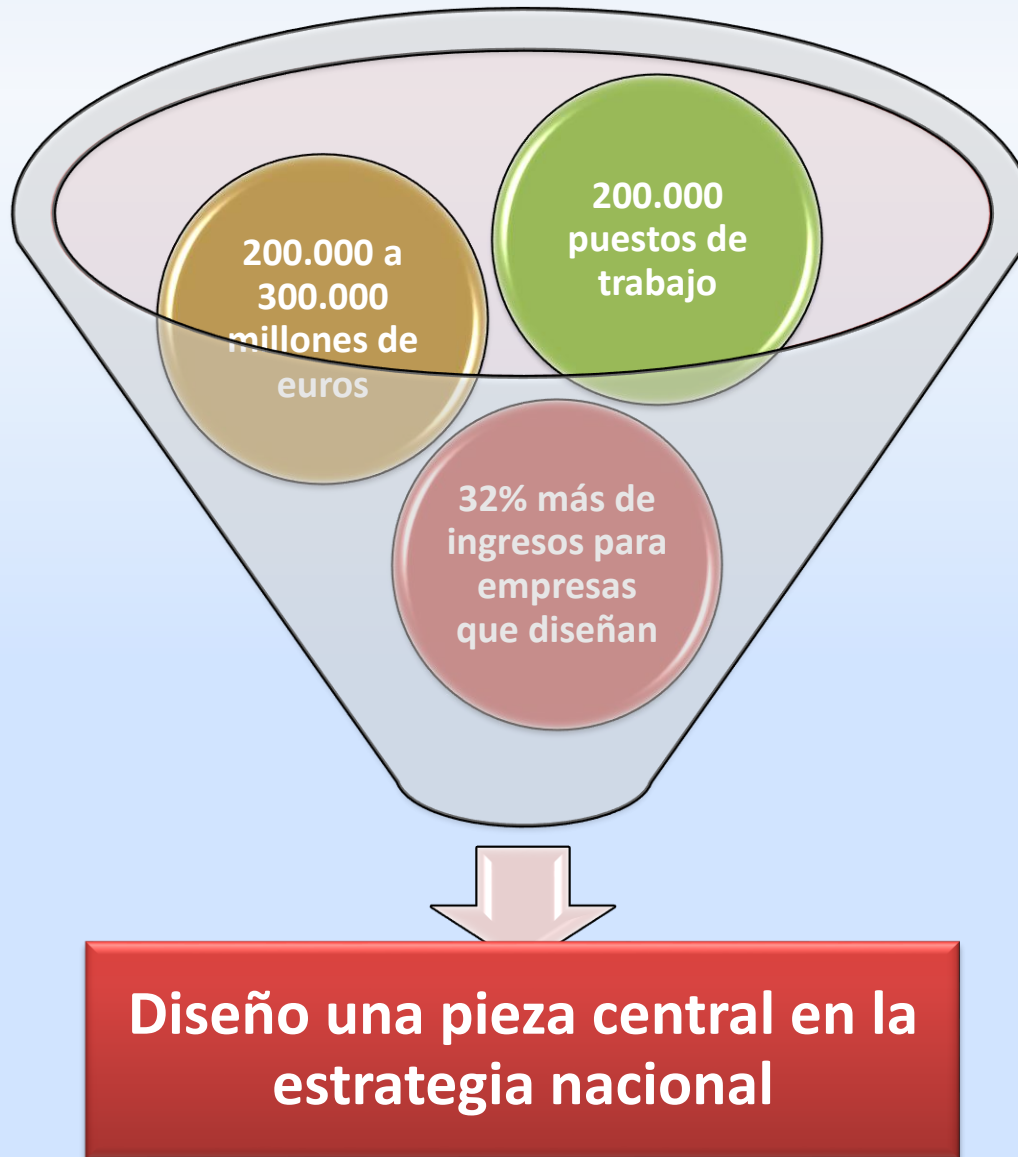 200.000 a
300.000
millones de
euros
200.000
puestos de
trabajo
32% más de
ingresos para
empresas
que diseñan
Diseño una pieza central en la
estrategia nacional